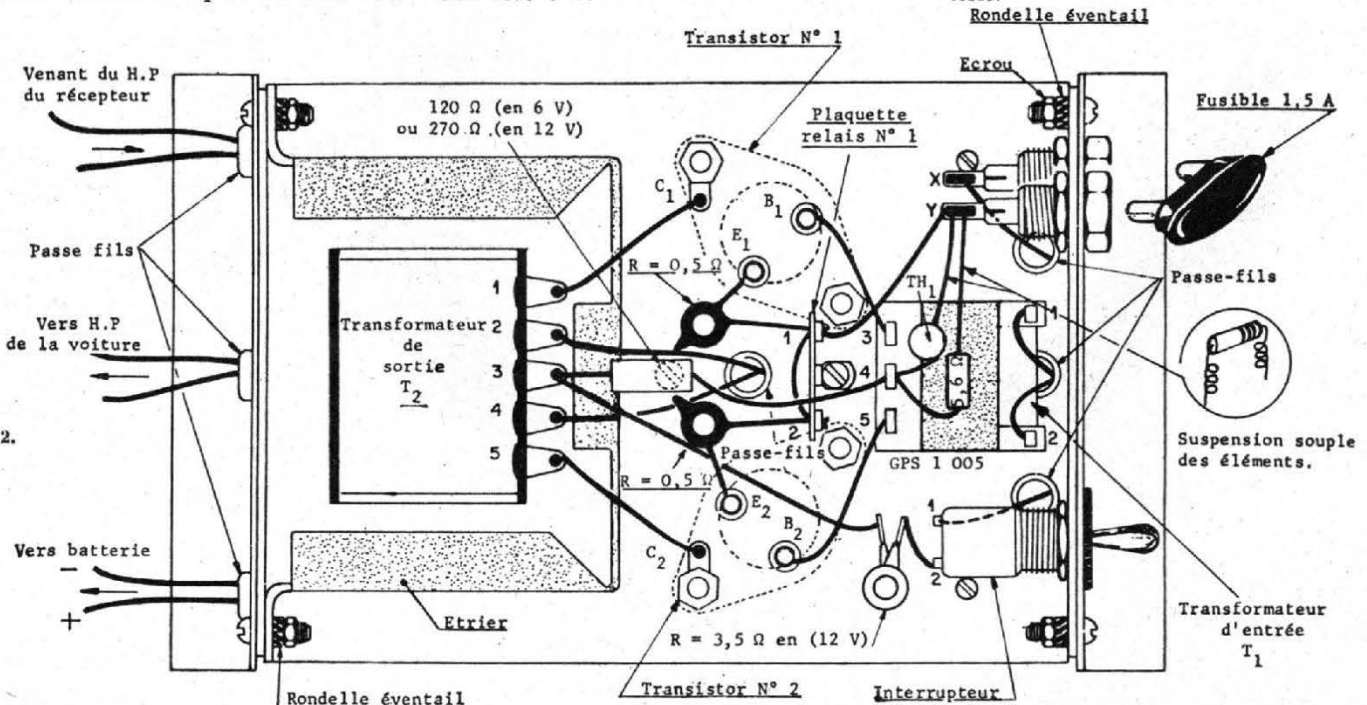 Rondelle éventail
Transistor N° 1
Ecrou
Venant du H.P
du récepteur
Fusible 1,5 A
120 Ω (en 6 V)
ou 270 Ω (en 12 V)
Plaquette
relais N° 1
C1
B1
X
Y
E1
Passe fils
R = 0,5 Ω
TH1
Passe-fils
1
2
3
4
5
Transformateur
de
sortie
T2
1
2
3
4
5
5,6 Ω
1
2
Vers H.P
de la voiture
2.
Passe-fils
GPS 1 005
Suspension souple
des éléments.
R = 0,5 Ω
E2
B2
C2
1
2
Vers batterie
−
+
Etrier
R = 3,5 Ω en (12 V)
Transformateur
d'entrée
T1
Rondelle éventail
Transistor N° 2
Interrupteur